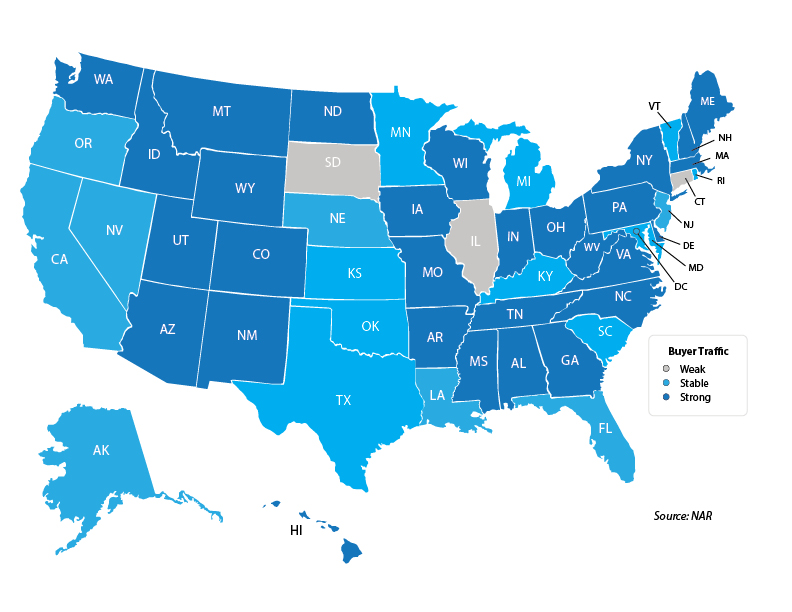 WA
MT
ND
MN
VT
ME
OR
ID
SD
WI
MI
NY
NH
MA
RI
CT
WY
NE
IA
PA
NJ
NV
UT
CO
IL
IN
OH
DE
MD
DC
CA
KS
MO
KY
WV
VA
AZ
NM
OK
AR
TN
NC
TX
LA
MS
AL
GA
SC
FL
AK
HI
Buyer Traffic
Weak
Stable
Strong
Source: NAR